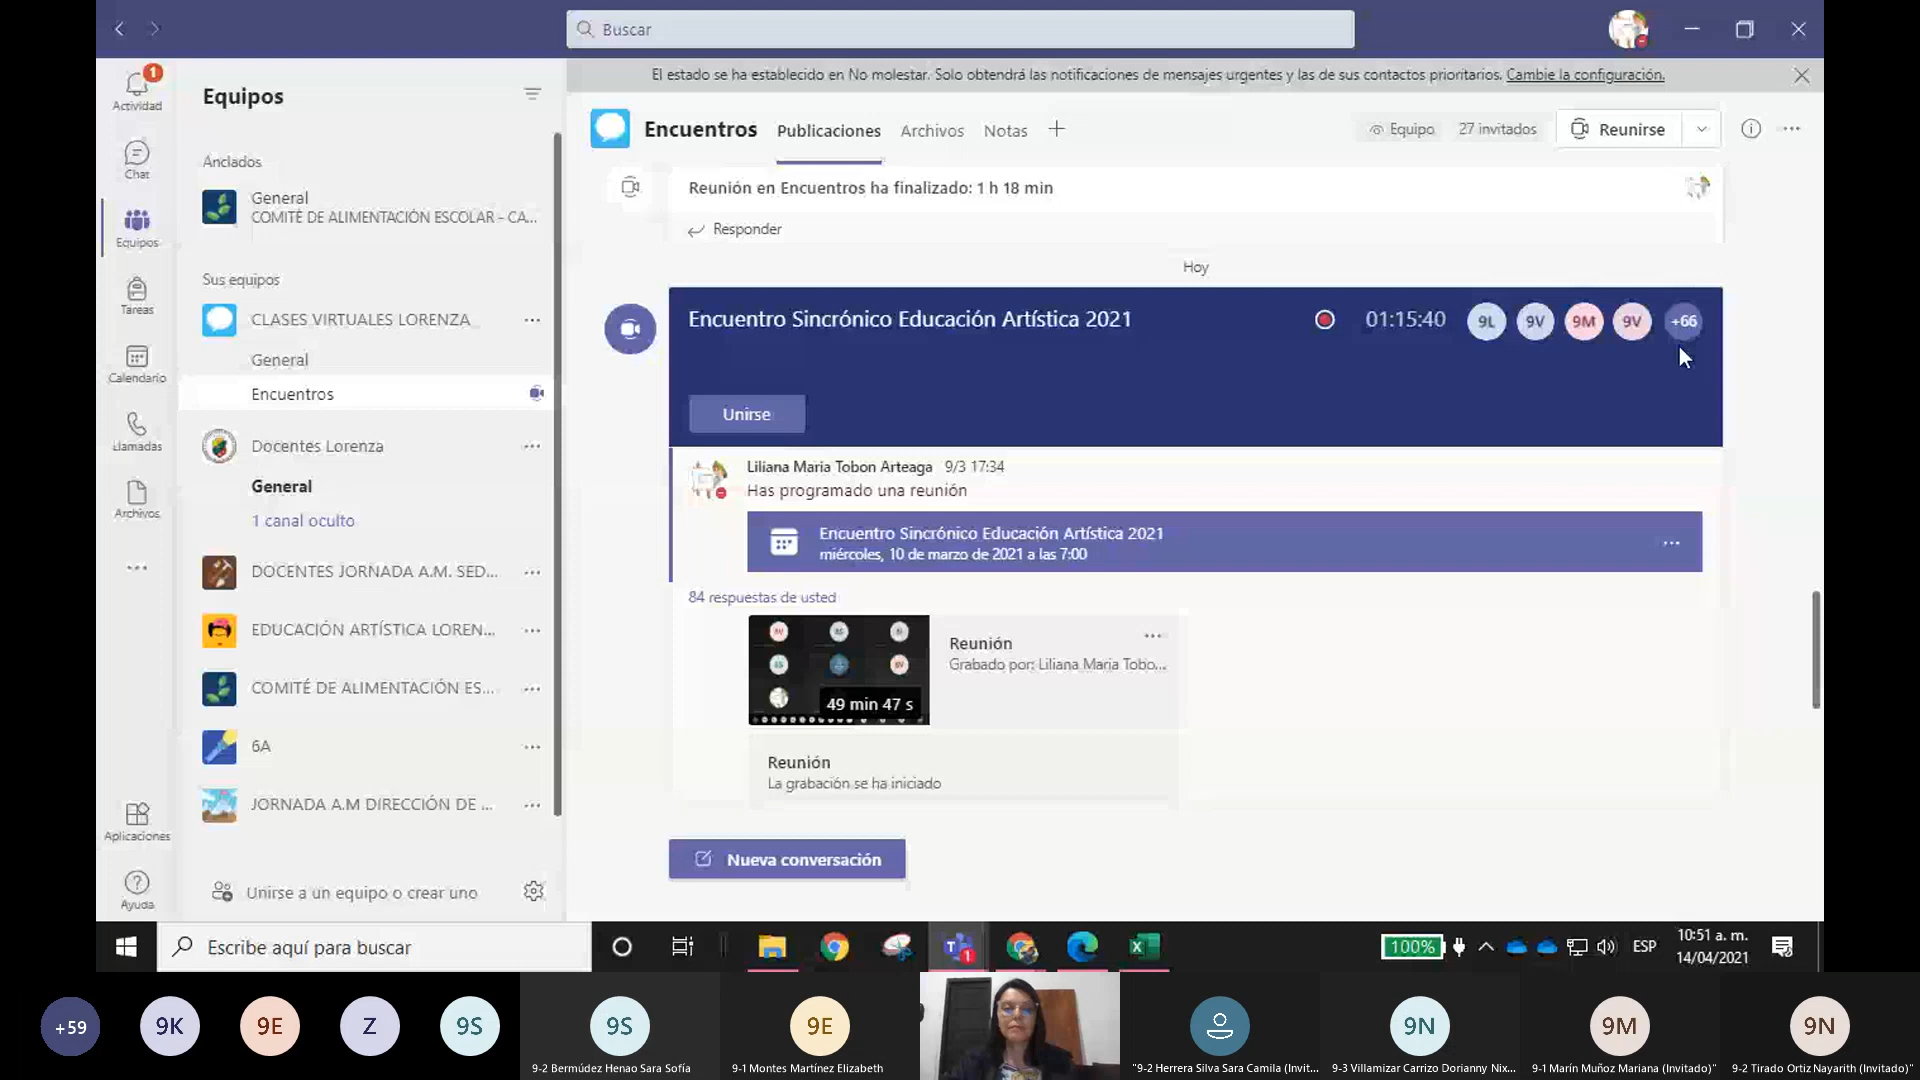 Buscar
El estado se ha establecido en No molestar. Solo obtendrá las notificaciones de mensajes urgentes y las de sus contactos prioritarios. Cambie la configuración.
1
Actividad
Chat
Equipos
Tareas
Calendario
Llamadas
Archivos
Aplicaciones
Ayuda
Equipos
Anclados
General
COMITÉ DE ALIMENTACIÓN ESCOLAR - CA...
Sus equipos
CLASES VIRTUALES LORENZA
General
Encuentros
Docentes Lorenza
General
1 canal oculto
DOCENTES JORNADA A.M. SED...
EDUCACIÓN ARTÍSTICA LOREN...
COMITÉ DE ALIMENTACIÓN ES...
6A
JORNADA A.M DIRECCIÓN DE ...
Unirse a un equipo o crear uno
Encuentros
Publicaciones
Archivos
Notas
Equipo
27 invitados
Reunirse
Reunión en Encuentros ha finalizado: 1 h 18 min
Responder
Hoy
Encuentro Sincrónico Educación Artística 2021
01:15:40
9L
9V
9M
9V
+66
Unirse
Liliana Maria Tobon Arteaga 9/3 17:34
Has programado una reunión
Encuentro Sincrónico Educación Artística 2021
miércoles, 10 de marzo de 2021 a las 7:00
84 respuestas de usted
49 min 47 s
Reunión
Grabado por: Liliana Maria Tobo...
Reunión
La grabación se ha iniciado
Nueva conversación
Escribe aquí para buscar
100%
ESP
10:51 a. m.
14/04/2021
+59
9K
9E
Z
9S
9S
9-2 Bermúdez Henao Sara Sofía
9E
9-1 Montes Martínez Elizabeth
"9-2 Herrera Silva Sara Camila (Invit...
9N
9-3 Villamizar Carrizo Dorianny Nix...
9M
9-1 Marín Muñoz Mariana (Invitado)"
9N
9-2 Tirado Ortiz Nayarith (Invitado)"